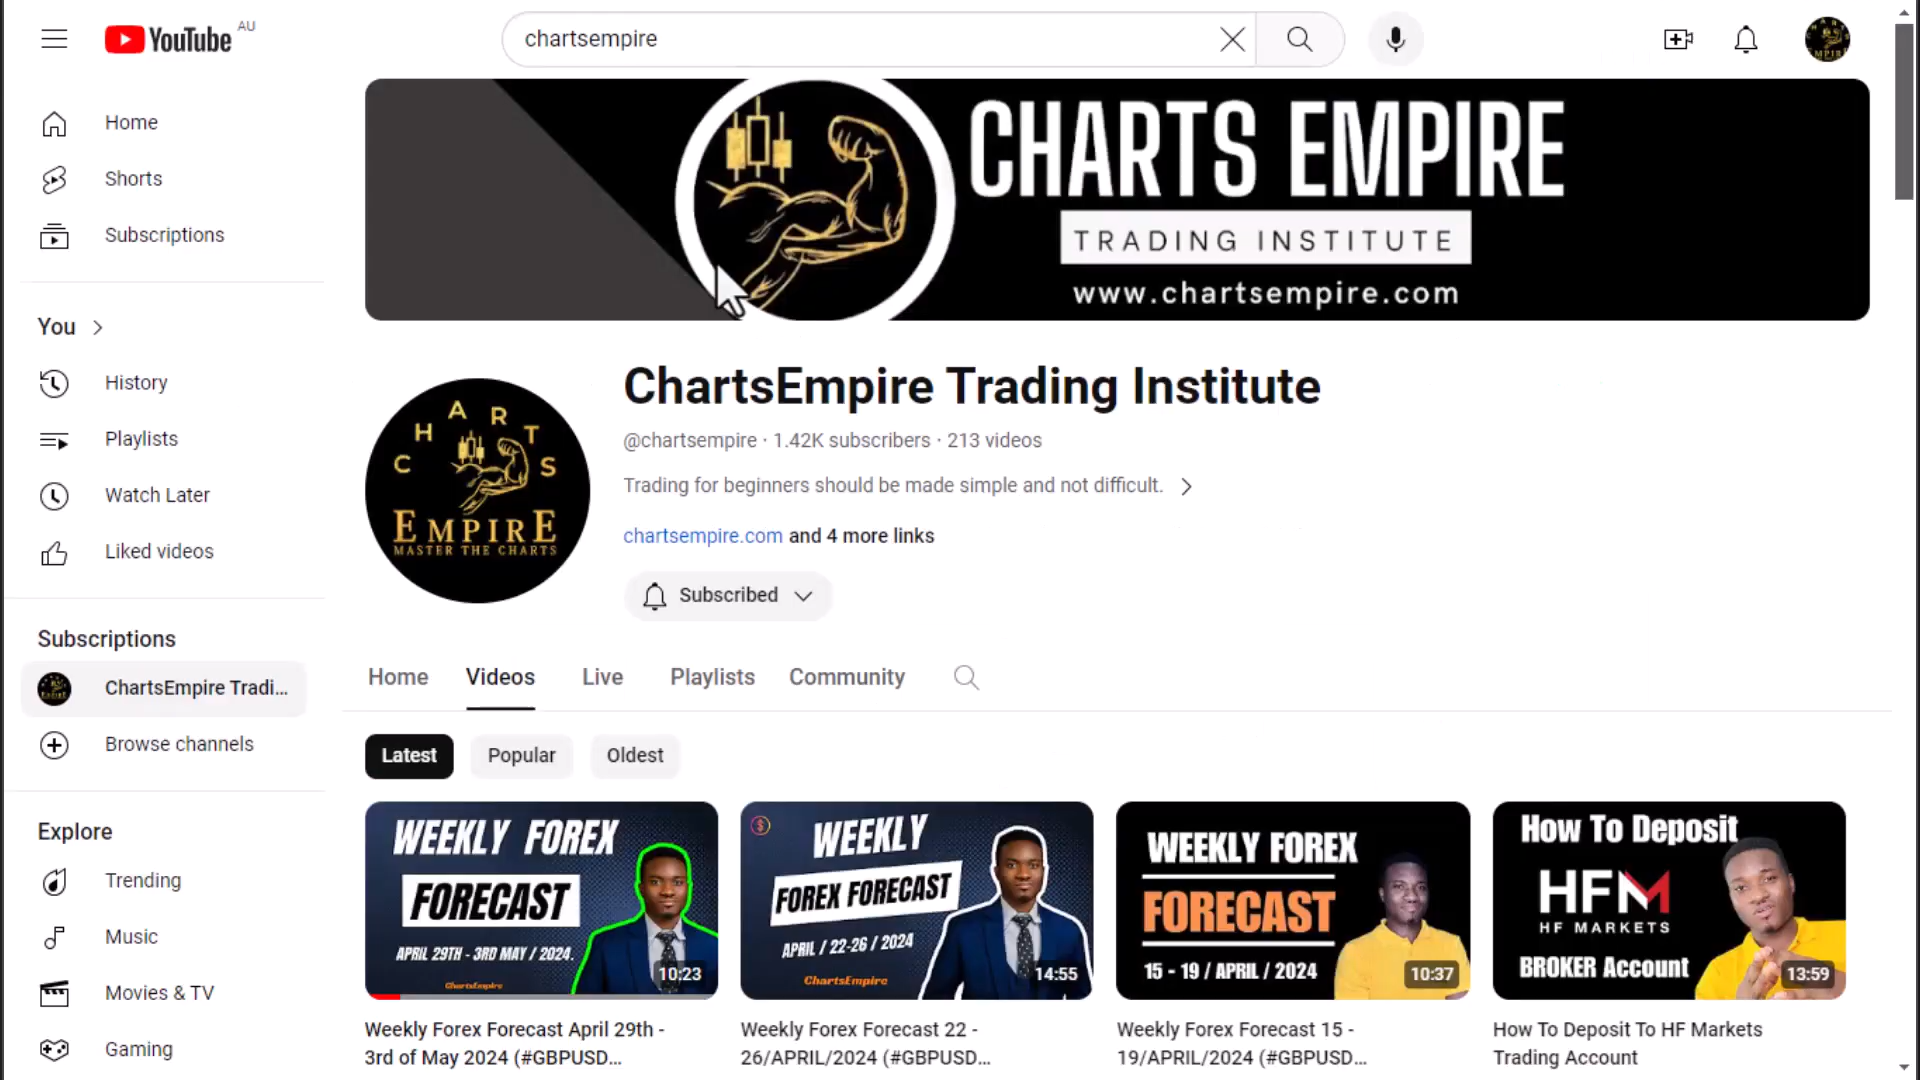 YouTube AU
chartsempire
Home
Shorts
Subscriptions
You
History
Playlists
Watch Later
Liked videos
Subscriptions
ChartsEmpire Tradi...
Browse channels
Explore
Trending
Music
Movies & TV
Gaming
CHARTS EMPIRE
TRADING INSTITUTE
www.chartsempire.com
CHARTS
EMPIRE
MASTER THE CHARTS
ChartsEmpire Trading Institute
@chartsempire · 1.42K subscribers · 213 videos
Trading for beginners should be made simple and not difficult.
chartsempire.com and 4 more links
Subscribed
Home Videos Live Playlists Community
Latest Popular Oldest
WEEKLY FOREX
FORECAST
APRIL 29TH - 3RD MAY / 2024.
ChartsEmpire
10:23
Weekly Forex Forecast April 29th -
3rd of May 2024 (#GBPUSD...
WEEKLY
FOREX FORECAST
APRIL / 22-26 / 2024
ChartsEmpire
14:55
Weekly Forex Forecast 22 -
26/APRIL/2024 (#GBPUSD...
WEEKLY FOREX
FORECAST
15 - 19 / APRIL / 2024
10:37
Weekly Forex Forecast 15 -
19/APRIL/2024 (#GBPUSD...
How To Deposit
HFM
HF MARKETS
BROKER Account
13:59
How To Deposit To HF Markets
Trading Account